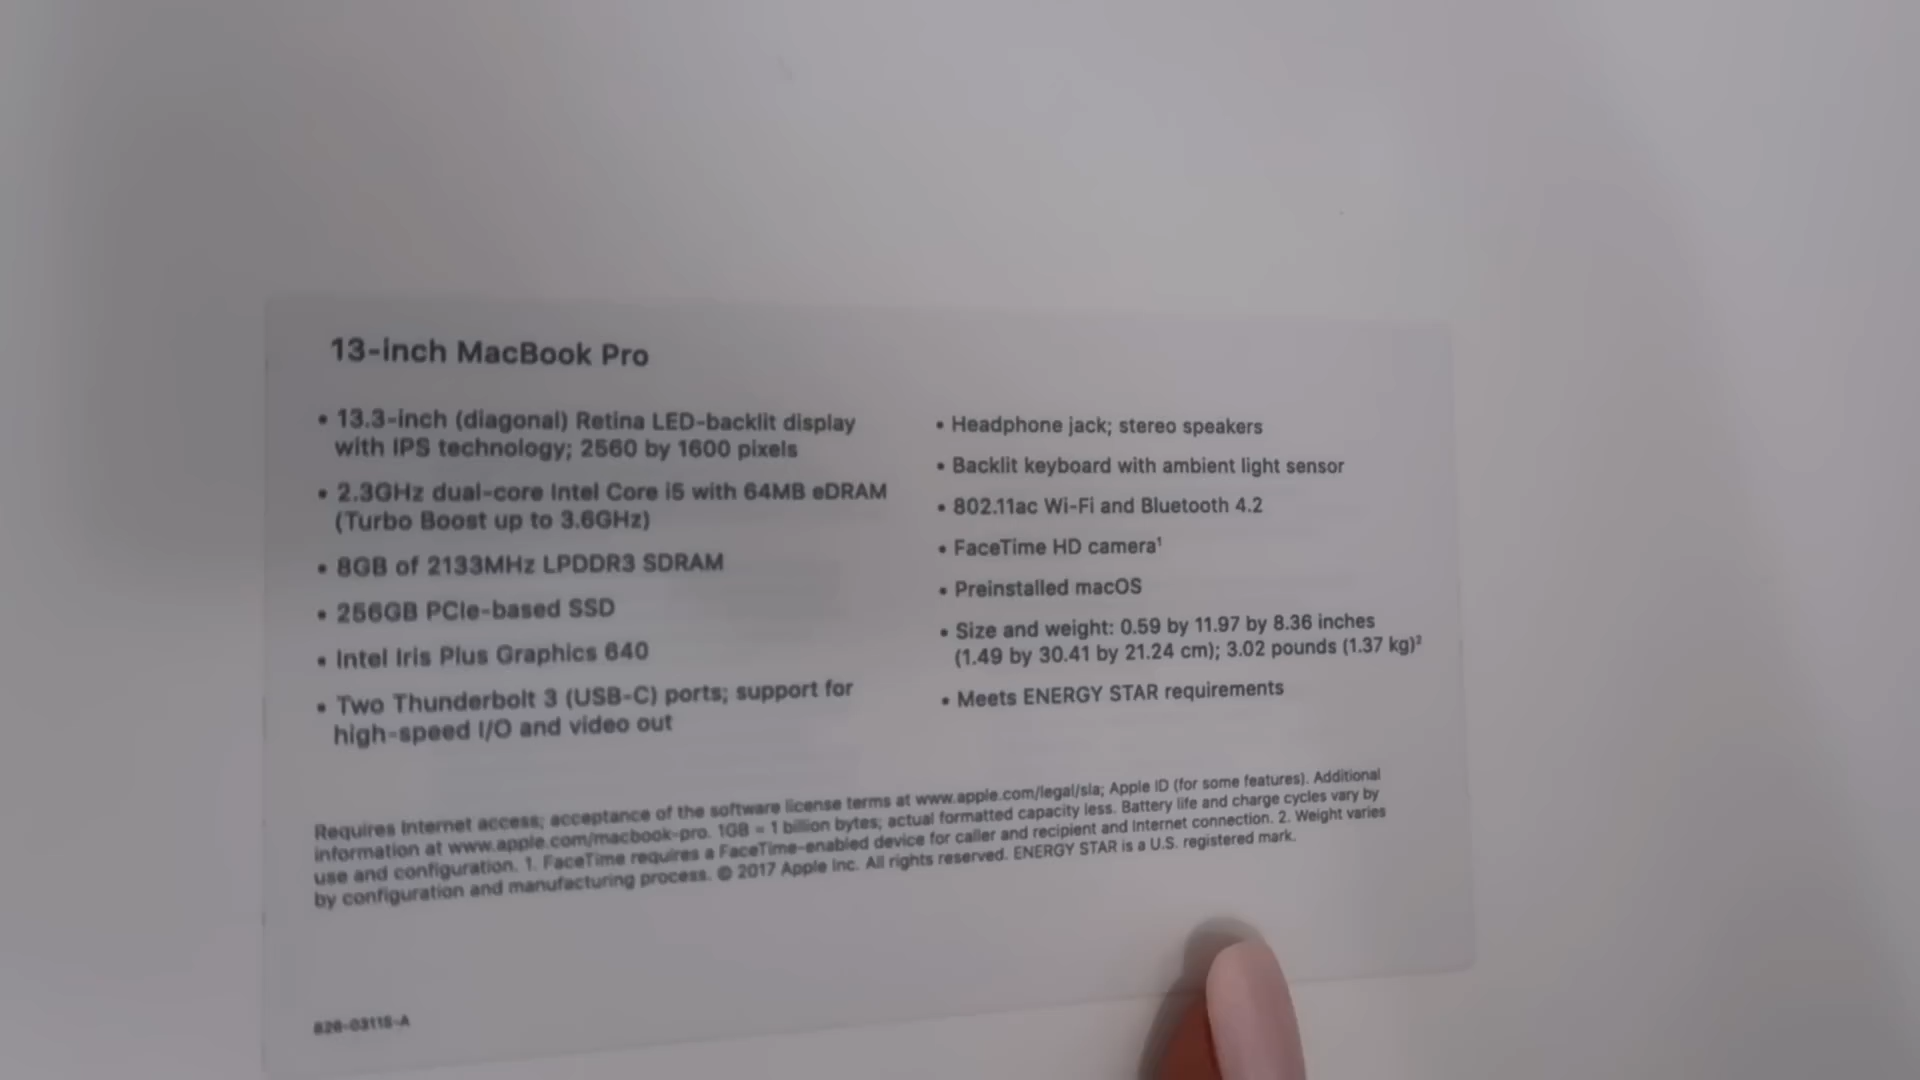 13-inch MacBook Pro
• 13.3-inch (diagonal) Retina LED-backlit display
with IPS technology; 2560 by 1600 pixels
• 2.3GHz dual-core Intel Core i5 with 64MB eDRAM
(Turbo Boost up to 3.6GHz)
• 8GB of 2133MHz LPDDR3 SDRAM
• 256GB PCIe-based SSD
• Intel Iris Plus Graphics 640
• Two Thunderbolt 3 (USB-C) ports; support for
high-speed I/O and video out
• Headphone jack; stereo speakers
• Backlit keyboard with ambient light sensor
• 802.11ac Wi-Fi and Bluetooth 4.2
• FaceTime HD camera¹
• Preinstalled macOS
• Size and weight: 0.59 by 11.97 by 8.36 inches
(1.49 by 30.41 by 21.24 cm); 3.02 pounds (1.37 kg)²
• Meets ENERGY STAR requirements
Requires Internet access; acceptance of the software license terms at www.apple.com/legal/sla; Apple ID (for some features). Additional
information at www.apple.com/macbook-pro. 1GB = 1 billion bytes; actual formatted capacity less. Battery life and charge cycles vary by
use and configuration. 1. FaceTime requires a FaceTime-enabled device for caller and recipient and Internet connection. 2. Weight varies
by configuration and manufacturing process. © 2017 Apple Inc. All rights reserved. ENERGY STAR is a U.S. registered mark.